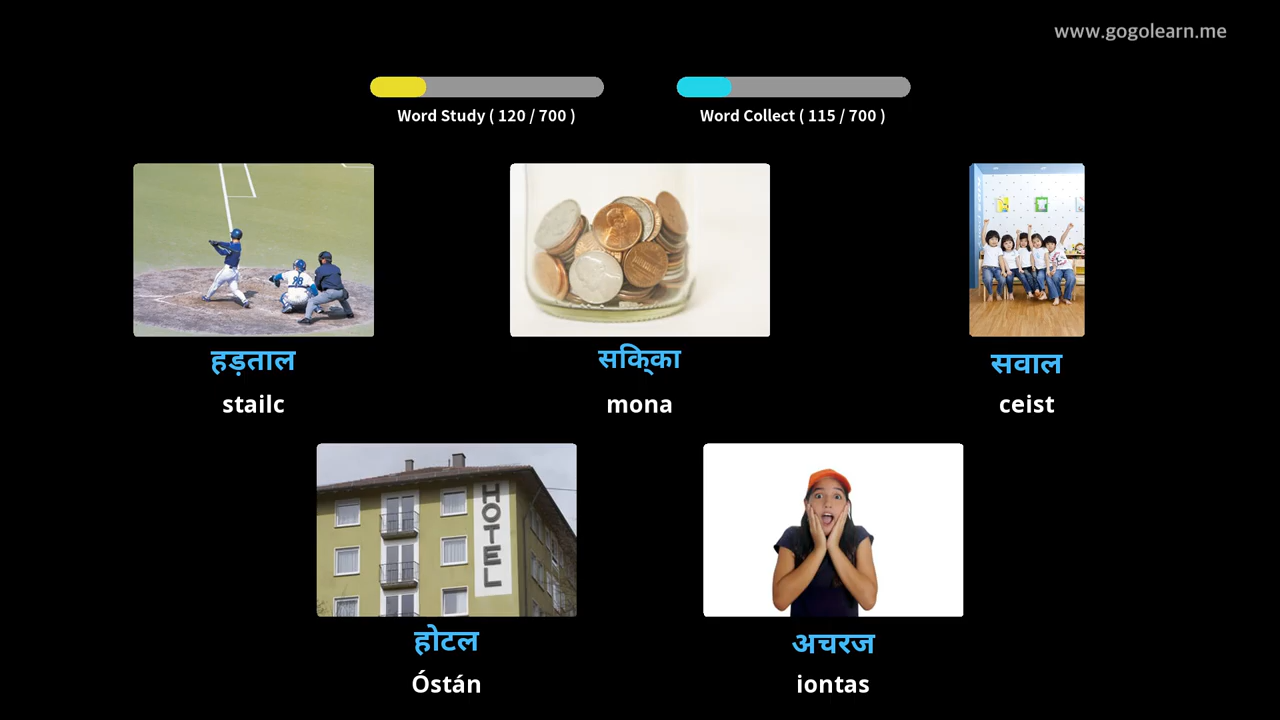 www.gogolearn.me
Word Study ( 120 / 700 )
Word Collect ( 115 / 700 )
हड़ताल
सिक्का
सवाल
stailc
mona
ceist
HOTEL
होटल
अचरज
Óstán
iontas